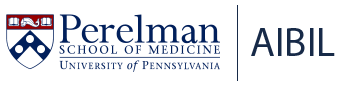 Perelman
SCHOOL OF MEDICINE
UNIVERSITY OF PENNSYLVANIA
AIBIL